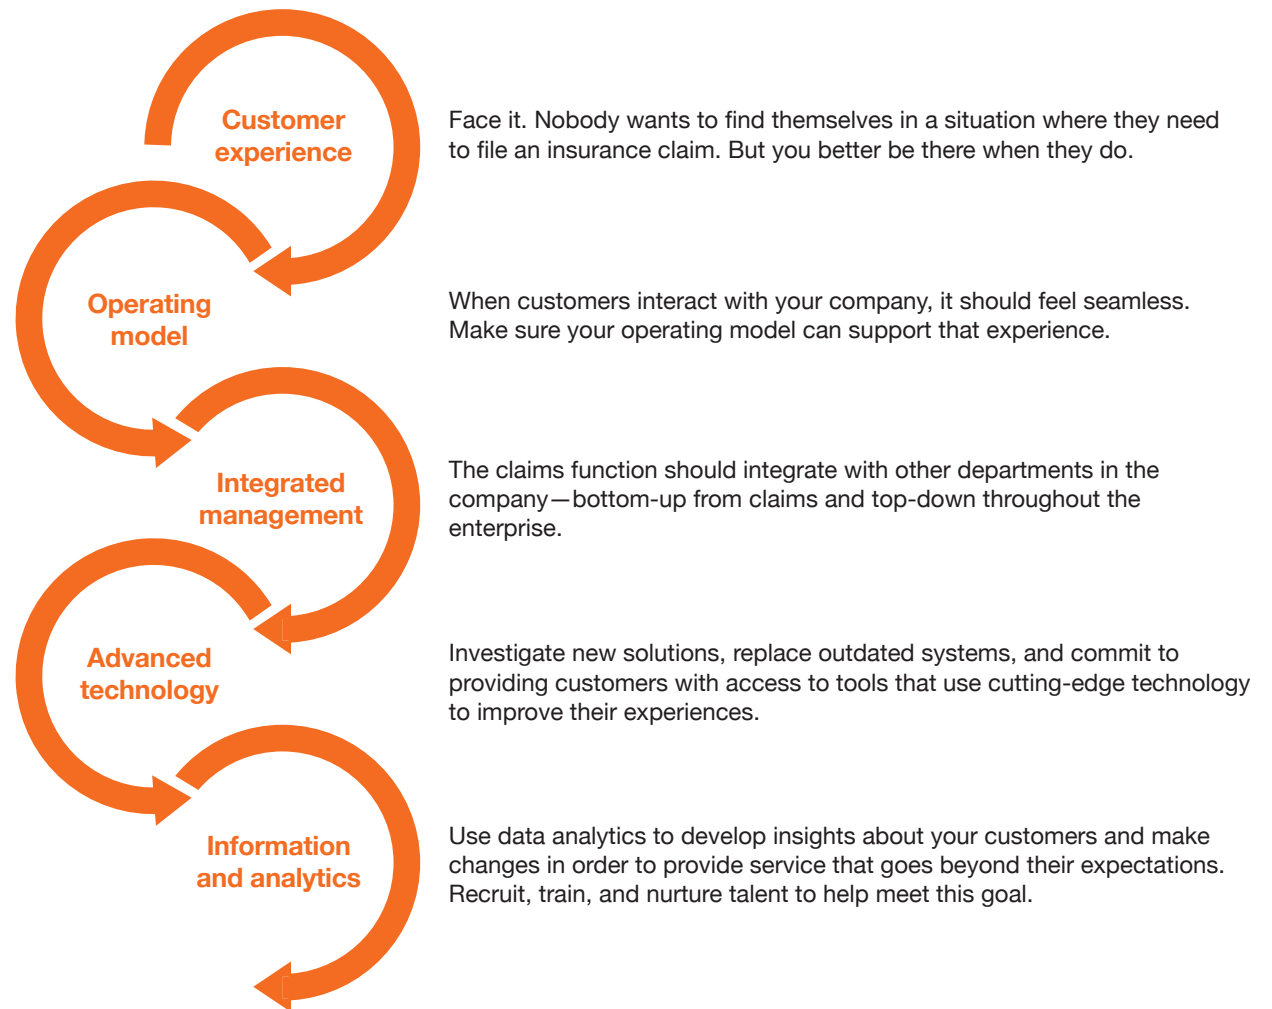 Customer
experience
Face it. Nobody wants to find themselves in a situation where they need
to file an insurance claim. But you better be there when they do.
Operating
model
When customers interact with your company, it should feel seamless.
Make sure your operating model can support that experience.
Integrated
management
The claims function should integrate with other departments in the
company—bottom-up from claims and top-down throughout the
enterprise.
Advanced
technology
Investigate new solutions, replace outdated systems, and commit to
providing customers with access to tools that use cutting-edge technology
to improve their experiences.
Information
and analytics
Use data analytics to develop insights about your customers and make
changes in order to provide service that goes beyond their expectations.
Recruit, train, and nurture talent to help meet this goal.